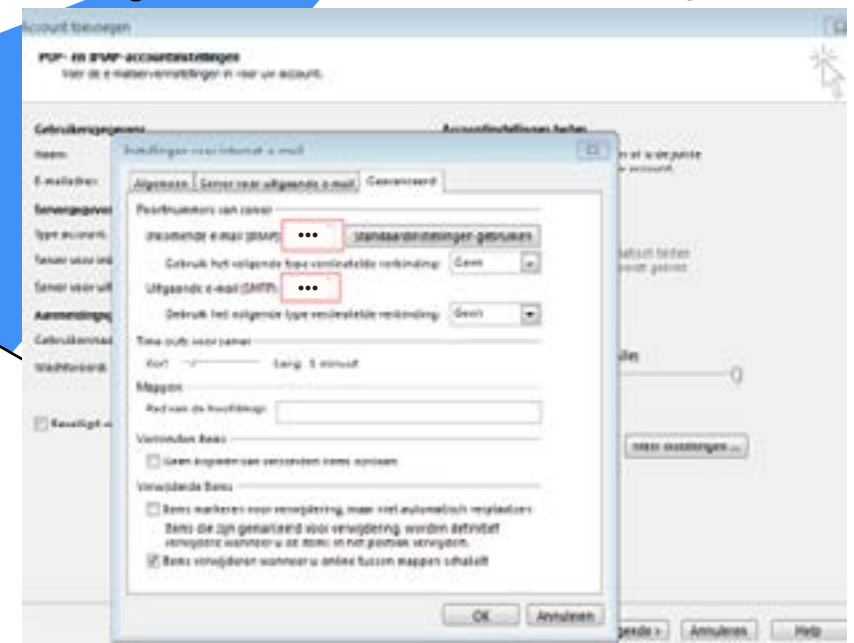 Account toevoegen
POP- en IMAP-accountinstellingen
Voer de e-mailserverinstellingen in voor uw account.
Gebruikersgegevens
Accountinstellingen testen
Naam:
E-mailadres:
Servergegevens
Type account:
Server voor
Server voor
Wachtwoord:
Beveiligd
Meer instellingen ...
Instellingen voor internet-e-mail
Algemeen
Server voor uitgaande e-mail
Geavanceerd
Poortnummers van server
Inkomende e-mail (IMAP): •••
Standaardinstellingen gebruiken
Gebruik het volgende type versleutelde verbinding: Geen
Uitgaande e-mail (SMTP): •••
Gebruik het volgende type versleutelde verbinding: Geen
Time-outs voor server
Kort
Lang 1 minuut
Mappen
Pad van de hoofdmap:
Verzonden items
Geen kopieën van verzonden items opslaan
Verwijderde items
Items markeren voor verwijdering, maar niet automatisch verplaatsen
Items die zijn gemarkeerd voor verwijdering, worden definitief
verwijderd wanneer u de items in het postvak verwijdert.
Items verwijderen wanneer u online tussen mappen schakelt
OK
Annuleren
Annuleren
Help